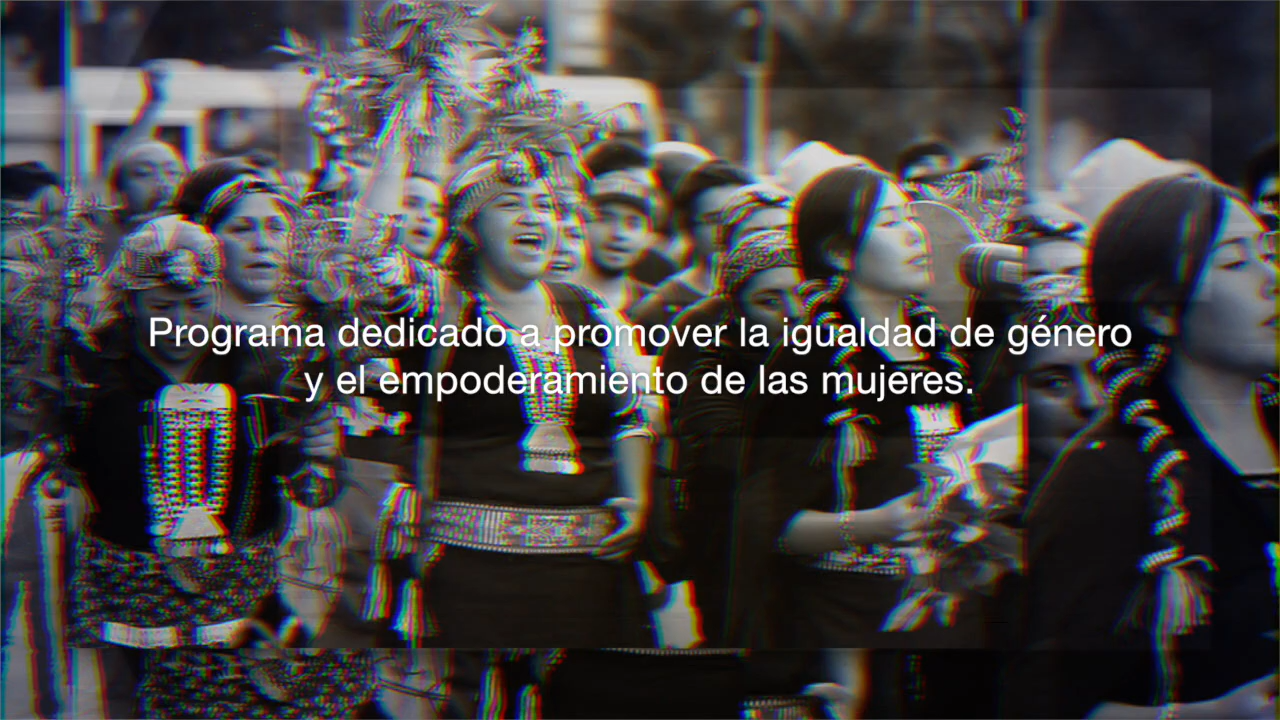 Programa dedicado a promover la igualdad de género
y el empoderamiento de las mujeres.